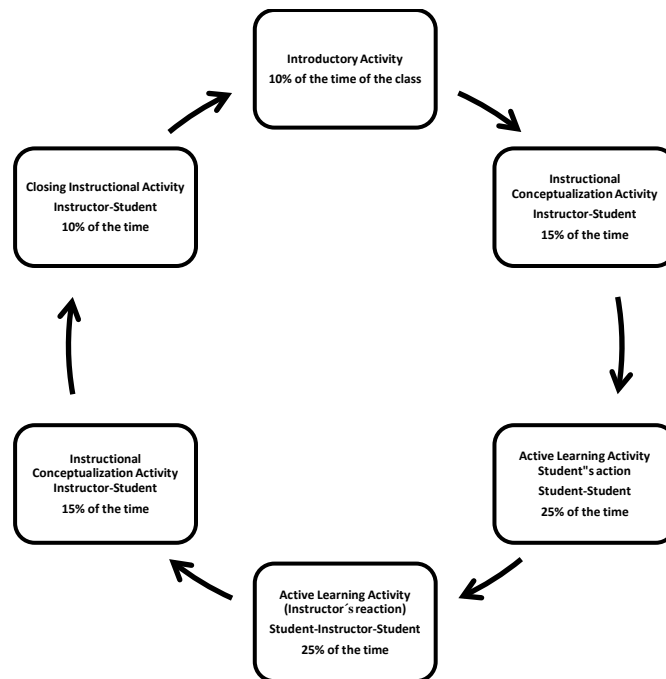 Introductory Activity
10% of the time of the class
Instructional
Conceptualization Activity
Instructor-Student
15% of the time
Active Learning Activity
Student"s action
Student-Student
25% of the time
Active Learning Activity
(Instructor´s reaction)
Student-Instructor-Student
25% of the time
Instructional
Conceptualization Activity
Instructor-Student
15% of the time
Closing Instructional Activity
Instructor-Student
10% of the time